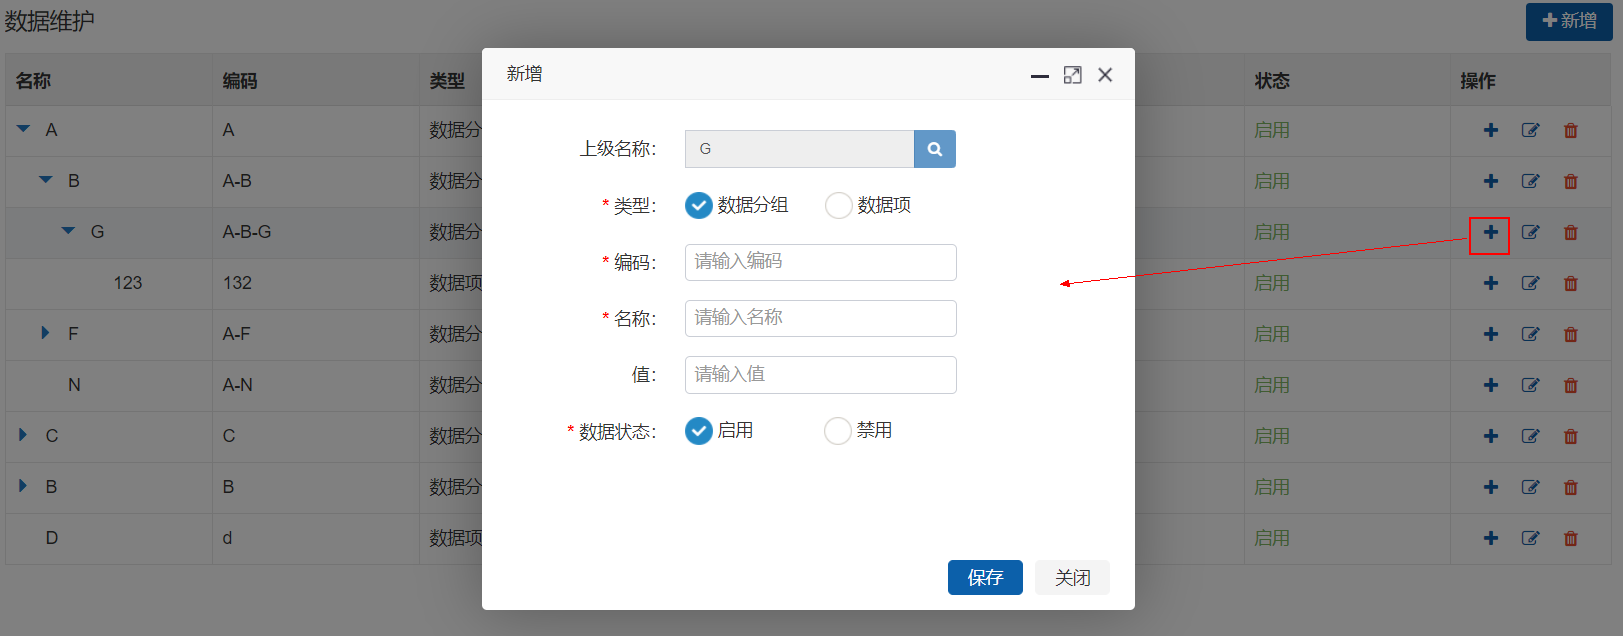 数据维护
新增
名称 编码 类型 状态 操作
新增
A A 数据分 启用
上级名称： G
B A-B 数据分 启用
* 类型： 数据分组 数据项
G A-B-G 数据分 启用
* 编码： 请输入编码
123 132 数据项 启用
* 名称： 请输入名称
F A-F 数据分 启用
值： 请输入值
N A-N 数据分 启用
* 数据状态： 启用 禁用
C C 数据分 启用
B B 数据分 启用
D d 数据项 启用
保存 关闭